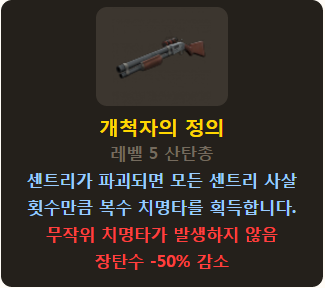 개척자의 정의
레벨 5 산탄총
센트리가 파괴되면 모든 센트리 사살
횟수만큼 복수 치명타를 획득합니다.
무작위 치명타가 발생하지 않음
장탄수 -50% 감소